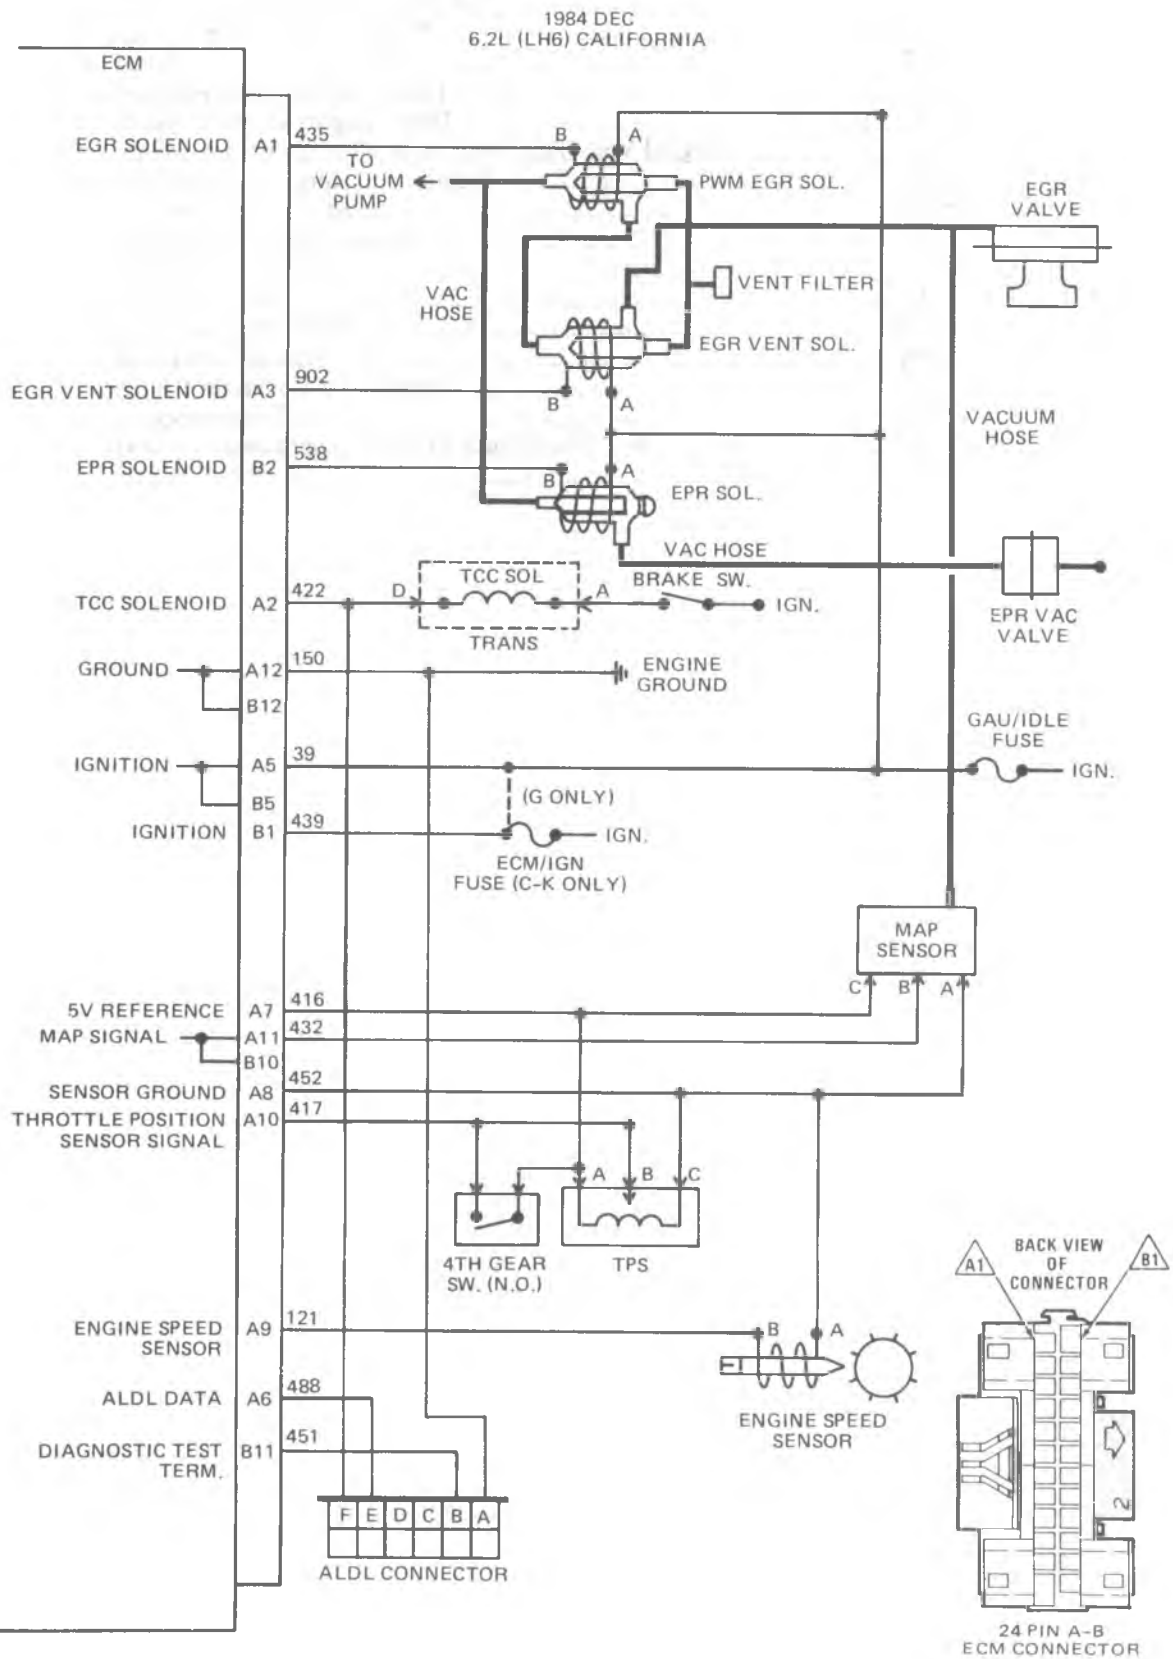 1984 DEC
6.2L (LH6) CALIFORNIA
ECM
EGR SOLENOID A1 435
B A
TO
VACUUM
PUMP
PWM EGR SOL.
EGR
VALVE
VENT FILTER
VAC
HOSE
EGR VENT SOL.
EGR VENT SOLENOID A3 902
B A
VACUUM
HOSE
EPR SOLENOID B2 538
B A
EPR SOL.
VAC HOSE
TCC SOLENOID A2 422
D TCC SOL A
BRAKE SW.
IGN.
TRANS
EPR VAC
VALVE
GROUND A12 150
ENGINE
GROUND
B12
GAU/IDLE
FUSE
IGNITION A5 39
IGN.
B5
(G ONLY)
IGNITION B1 439
IGN.
ECM/IGN
FUSE (C-K ONLY)
MAP
SENSOR
C B A
5V REFERENCE A7 416
MAP SIGNAL A11 432
B10
SENSOR GROUND A8 452
THROTTLE POSITION A10 417
SENSOR SIGNAL
A B C
4TH GEAR
SW. (N.O.)
TPS
ENGINE SPEED A9 121
SENSOR
B A
ENGINE SPEED
SENSOR
ALDL DATA A6 488
DIAGNOSTIC TEST B11 451
TERM.
F E D C B A
ALDL CONNECTOR
BACK VIEW
OF
CONNECTOR
A1 B1
2
24 PIN A-B
ECM CONNECTOR